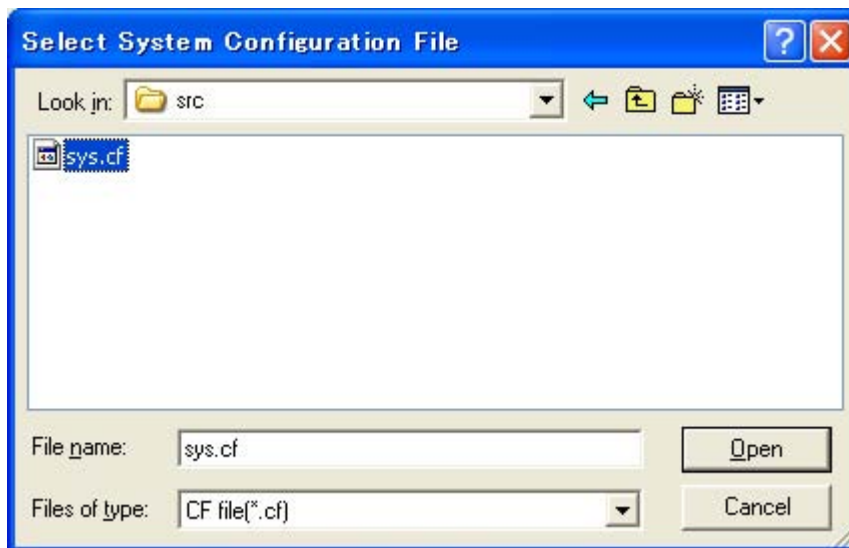 Select System Configuration File
Look in: src
sys.cf
File name: sys.cf
Open
Files of type: CF file(*.cf)
Cancel